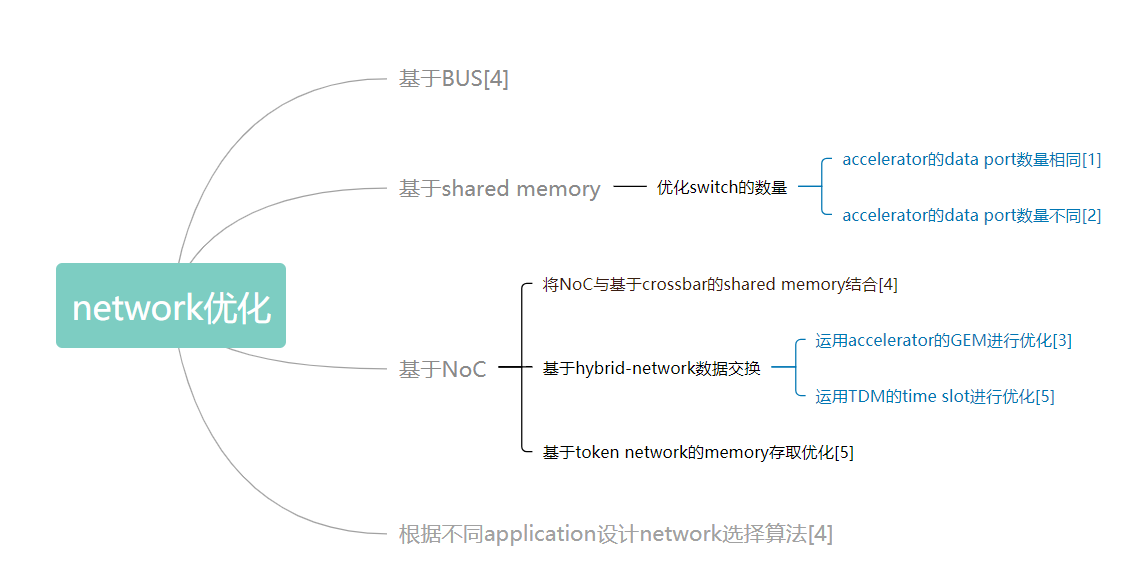 network优化
基于BUS[4]
基于shared memory
优化switch的数量
accelerator的data port数量相同[1]
accelerator的data port数量不同[2]
基于NoC
将NoC与基于crossbar的shared memory结合[4]
基于hybrid-network数据交换
运用accelerator的GEM进行优化[3]
运用TDM的time slot进行优化[5]
基于token network的memory存取优化[5]
根据不同application设计network选择算法[4]